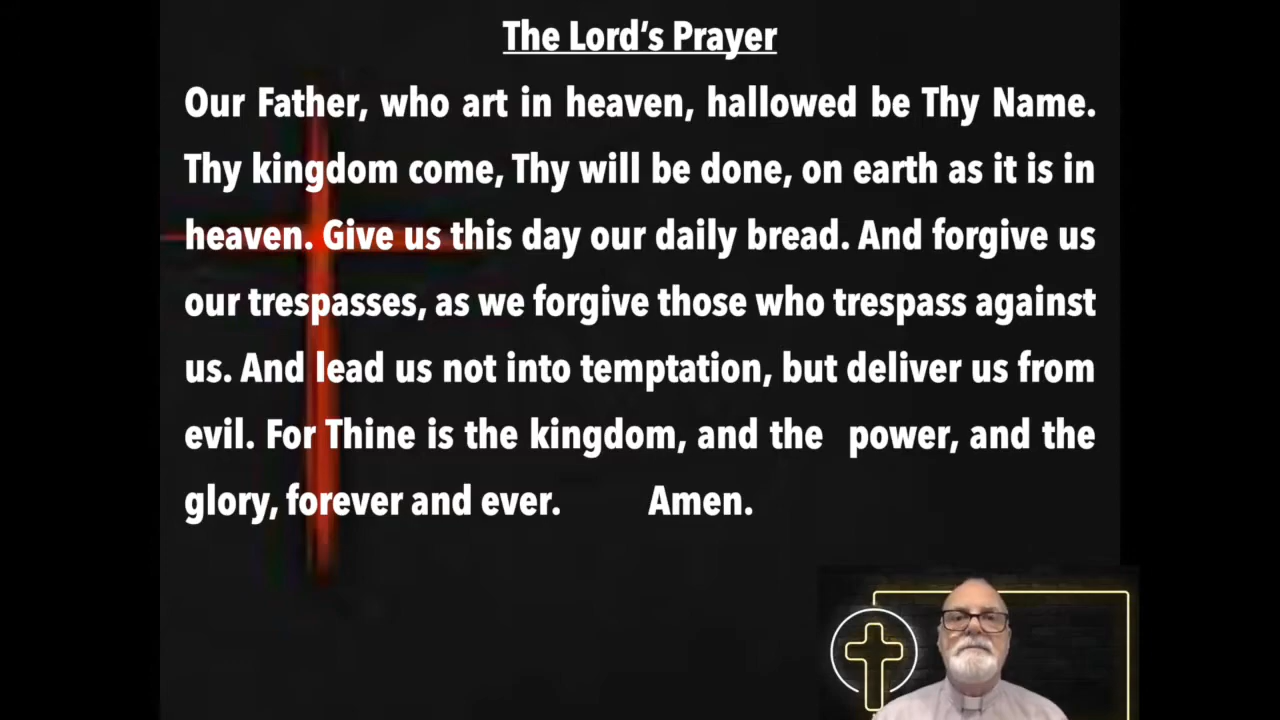 The Lord's Prayer
Our Father, who art in heaven, hallowed be Thy Name.
Thy kingdom come, Thy will be done, on earth as it is in
heaven. Give us this day our daily bread. And forgive us
our trespasses, as we forgive those who trespass against
us. And lead us not into temptation, but deliver us from
evil. For Thine is the kingdom, and the power, and the
glory, forever and ever. Amen.